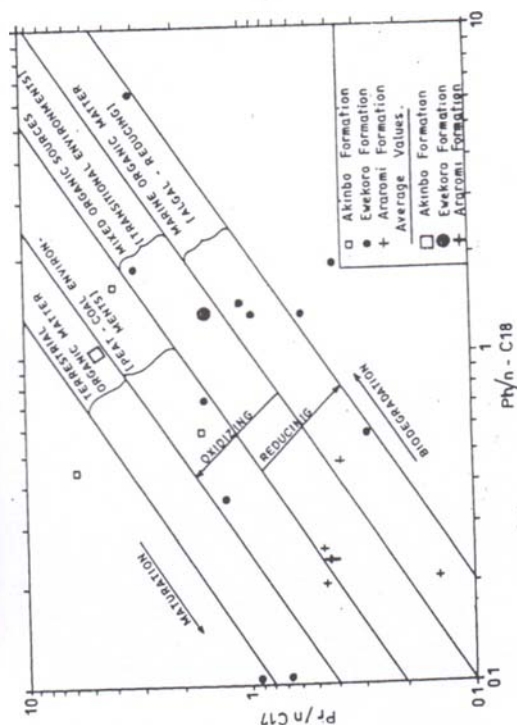 10
1
0.1
Pr/n C17
0.1
1
10
Ph/n - C18
MATURATION
TERRESTRIAL
ORGANIC MATTER
[PEAT - COAL ENVIRON-
MENTS]
MIXED ORGANIC SOURCES
[TRANSITIONAL ENVIRONMENTS]
MARINE ORGANIC MATTER
[ALGAL - REDUCING]
OXIDIZING
REDUCINIG
BIODEGRADATION
Akinbo Formation
Ewekoro Formation
Araromi Formation
Average Values.
Akinbo Formation
Ewekoro Formation
Araromi Formation